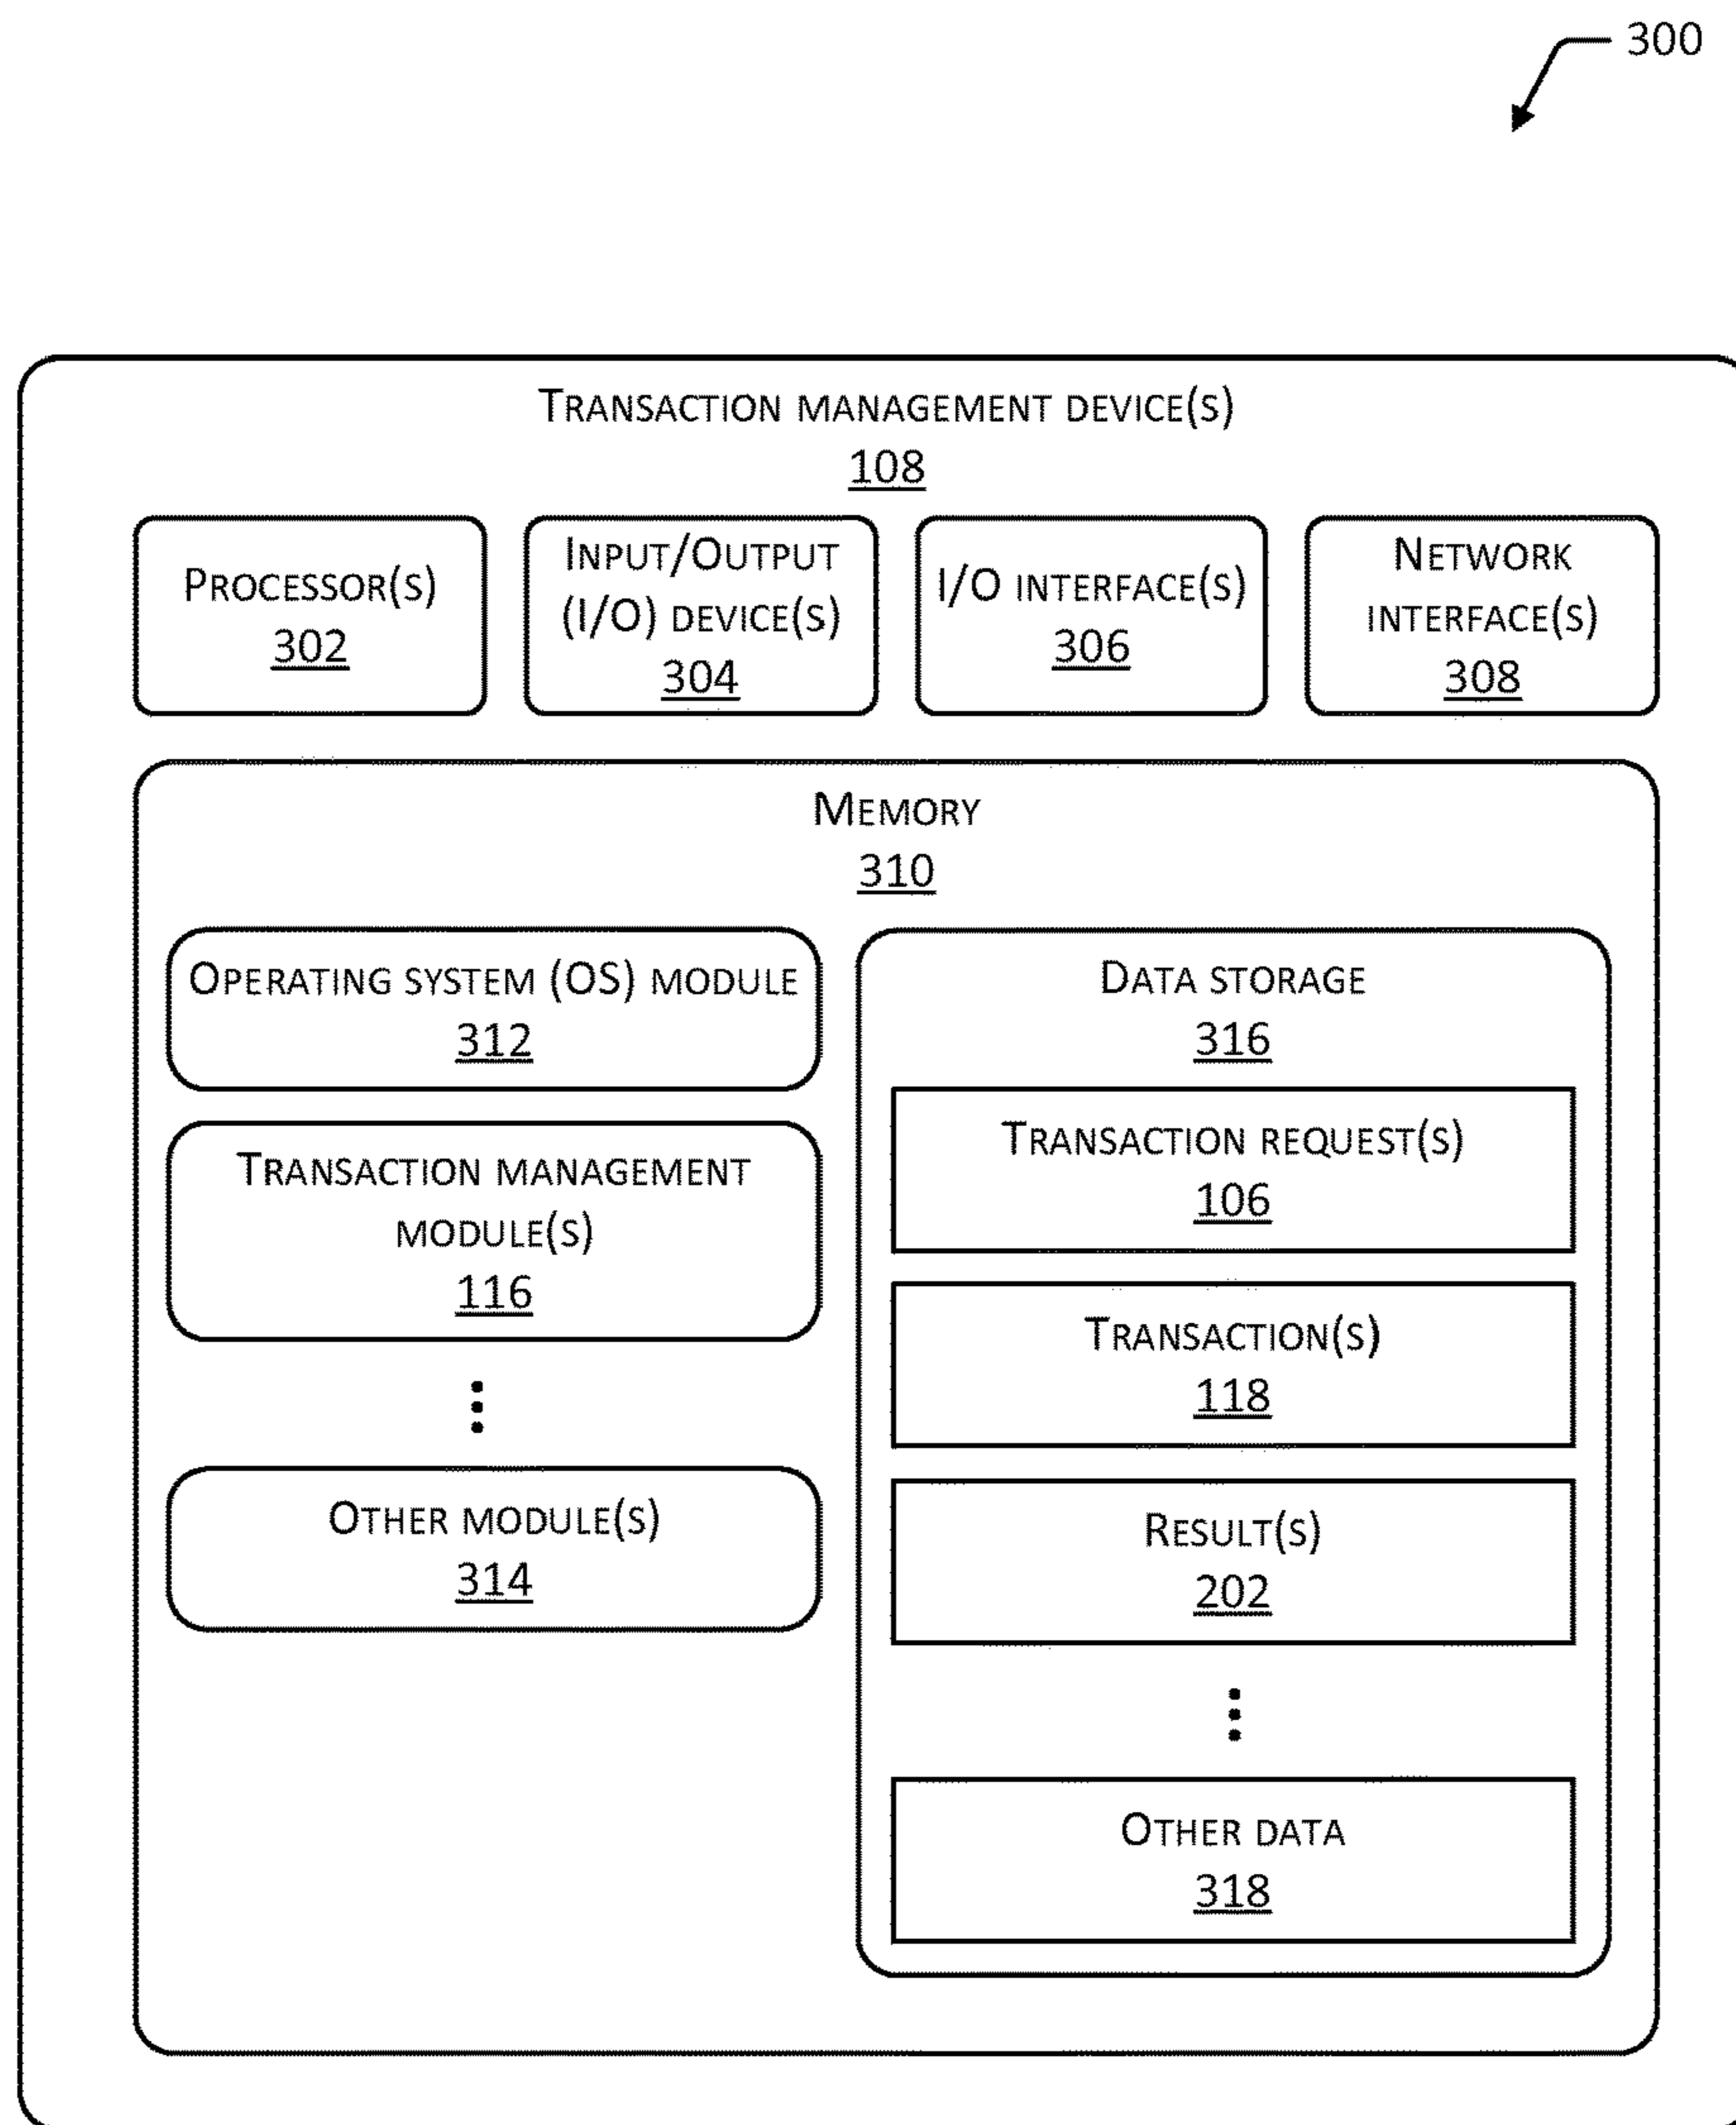 300
TRANSACTION MANAGEMENT DEVICE(S)
108
PROCESSOR(S)
302
INPUT/OUTPUT
(I/O) DEVICE(S)
304
I/O INTERFACE(S)
306
NETWORK
INTERFACE(S)
308
MEMORY
310
OPERATING SYSTEM (OS) MODULE
312
TRANSACTION MANAGEMENT
MODULE(S)
116
OTHER MODULE(S)
314
DATA STORAGE
316
TRANSACTION REQUEST(S)
106
TRANSACTION(S)
118
RESULT(S)
202
OTHER DATA
318